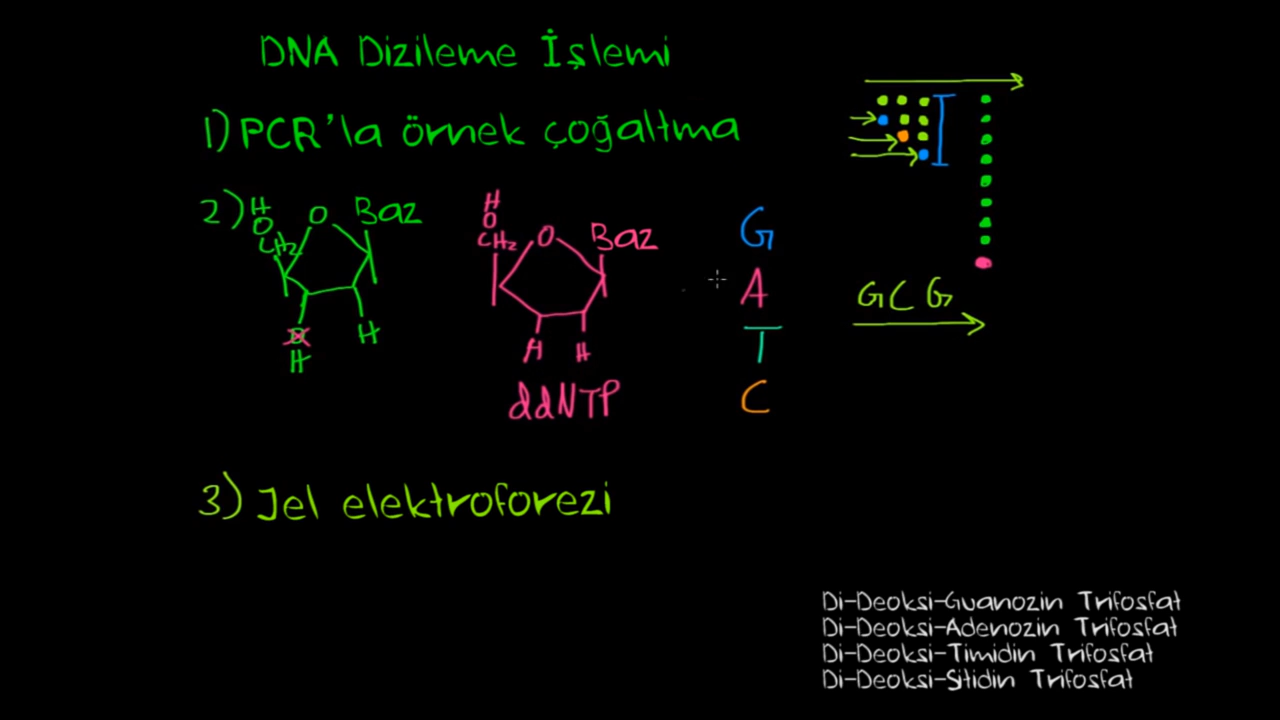 DNA Dizileme İşlemi
1) PCR'la örnek çoğaltma
2)
H
O
CH₂
O
Baz
O
H
H
H
O
CH₂
O
Baz
H
H
ddNTP
G
A
T
C
G C G
3) Jel elektroforezi
Di-Deoksi-Guanozin Trifosfat
Di-Deoksi-Adenozin Trifosfat
Di-Deoksi-Timidin Trifosfat
Di-Deoksi-Sitidin Trifosfat